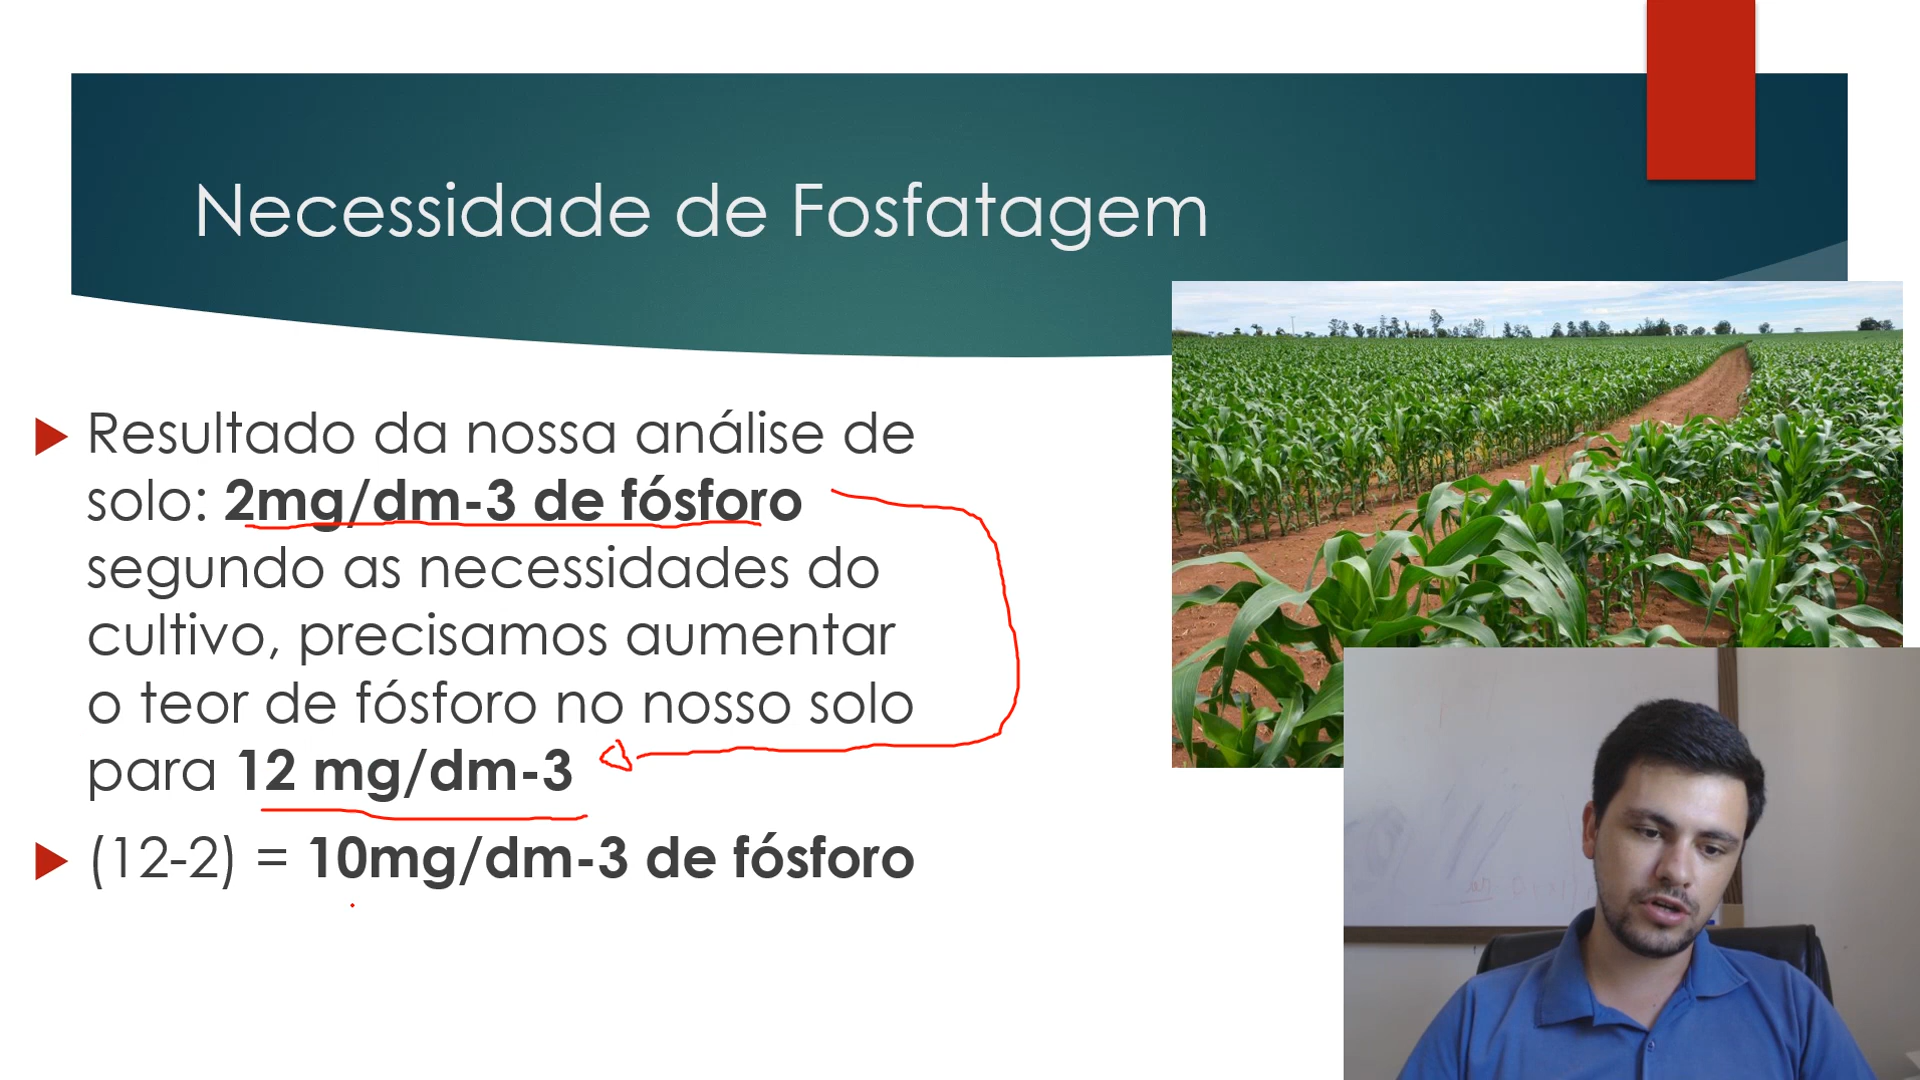 Necessidade de Fosfatagem
Resultado da nossa análise de
solo: 2mg/dm-3 de fósforo
segundo as necessidades do
cultivo, precisamos aumentar
o teor de fósforo no nosso solo
para 12 mg/dm-3
(12-2) = 10mg/dm-3 de fósforo